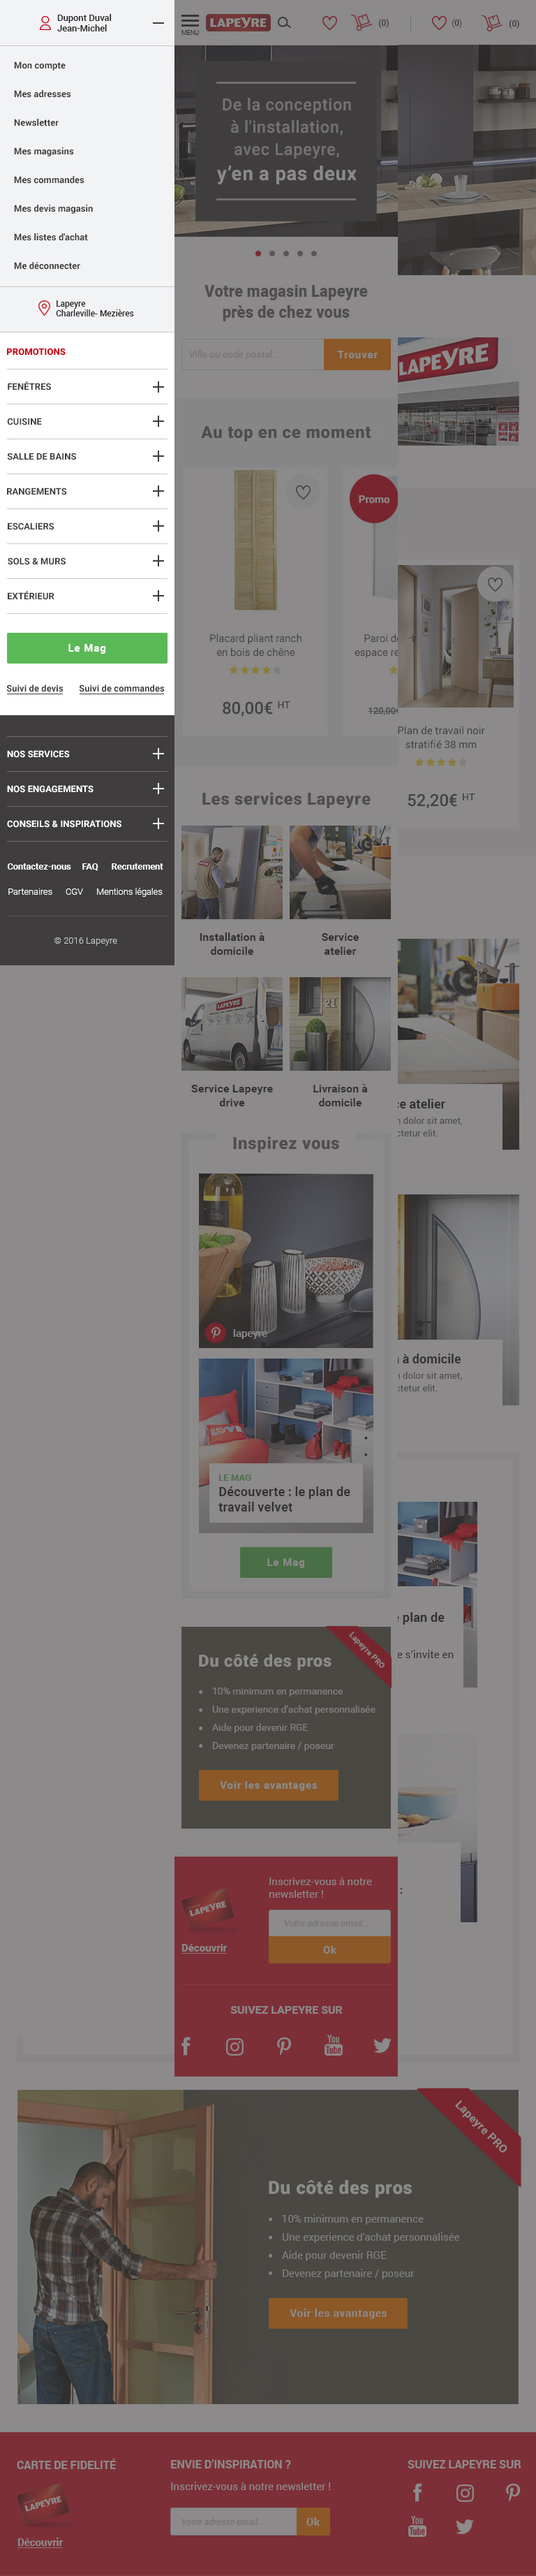 Dupont Duval
Jean-Michel
Mon compte
Mes adresses
Newsletter
Mes magasins
Mes commandes
Mes devis magasin
Mes listes d'achat
Me déconnecter
Lapeyre
Charleville- Mezières
PROMOTIONS
FENÊTRES
CUISINE
SALLE DE BAINS
RANGEMENTS
ESCALIERS
SOLS & MURS
EXTÉRIEUR
Le Mag
Suivi de devis Suivi de commandes
NOS SERVICES
NOS ENGAGEMENTS
CONSEILS & INSPIRATIONS
Contactez-nous FAQ Recrutement
Partenaires CGV Mentions légales
© 2016 Lapeyre
MENU
LAPEYRE
(0)
(0)
(0)
De la conception
à l'installation,
avec Lapeyre,
y'en a pas deux
Votre magasin Lapeyre
près de chez vous
Ville ou code postal...
Trouver
LAPEYRE
Au top en ce moment
Placard pliant ranch
en bois de chêne
80,00€ HT
Promo
Paroi de
espace re
120,00€
Plan de travail noir
stratifié 38 mm
52,20€ HT
Les services Lapeyre
Installation à
domicile
Service
atelier
LAPEYRE
21
Service Lapeyre
drive
Livraison à
domicile
ce atelier
dolor sit amet,
ctetur elit.
à domicile
dolor sit amet,
ctetur elit.
Inspirez vous
lapeyre
LE MAG
Découverte : le plan de
travail velvet
Le Mag
plan de
s'invite en
:
Du côté des pros
Lapeyre PRO
10% minimum en permanence
Une experience d'achat personnalisée
Aide pour devenir RGE
Devenez partenaire / poseur
Voir les avantages
LAPEYRE
Découvrir
Inscrivez-vous à notre
newsletter !
Votre adresse email...
Ok
SUIVEZ LAPEYRE SUR
You
Tube
Lapeyre PRO
Du côté des pros
10% minimum en permanence
Une experience d'achat personnalisée
Aide pour devenir RGE
Devenez partenaire / poseur
Voir les avantages
CARTE DE FIDELITÉ
LAPEYRE
Découvrir
ENVIE D'INSPIRATION ?
Inscrivez-vous à notre newsletter !
Votre adresse email...
Ok
SUIVEZ LAPEYRE SUR
You
Tube